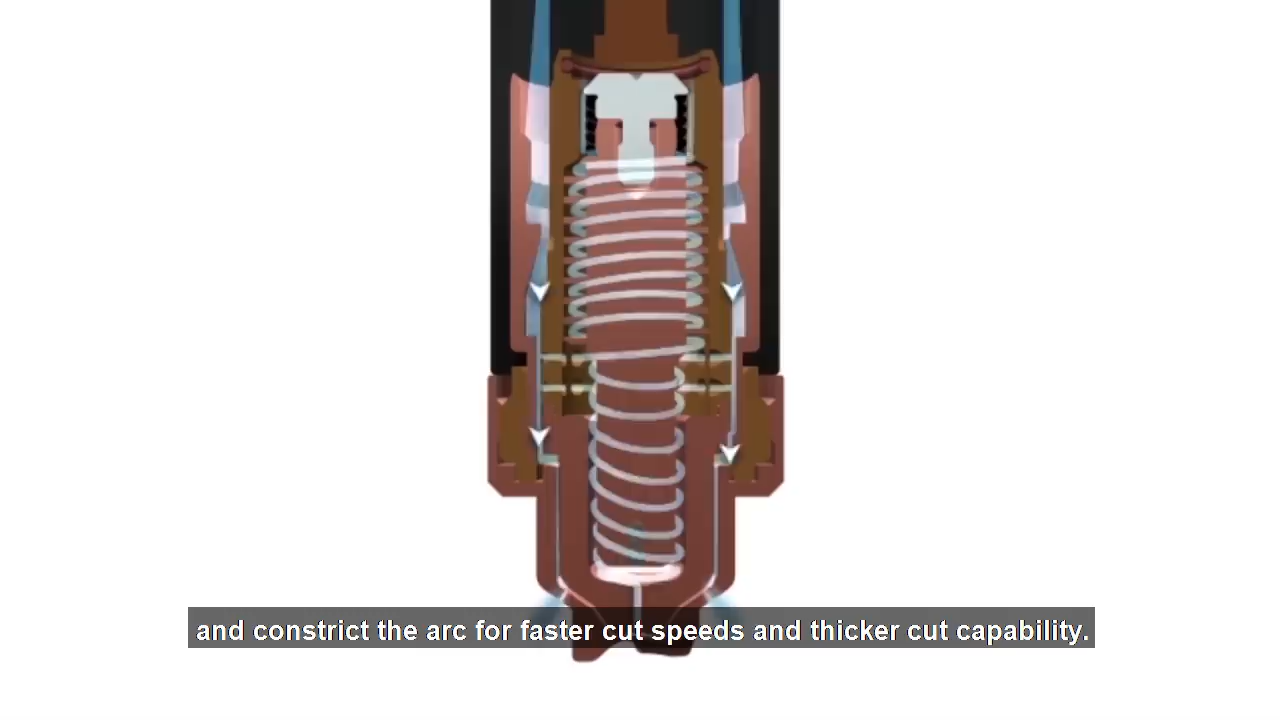 and constrict the arc for faster cut speeds and thicker cut capability.